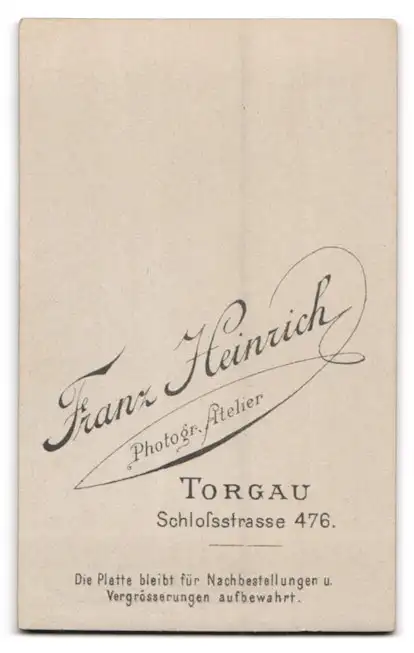 Franz Heinrich
Photogr. Atelier
TORGAU
Schloſsstrasse 476.
Die Platte bleibt für Nachbestellungen u.
Vergrösserungen aufbewahrt.